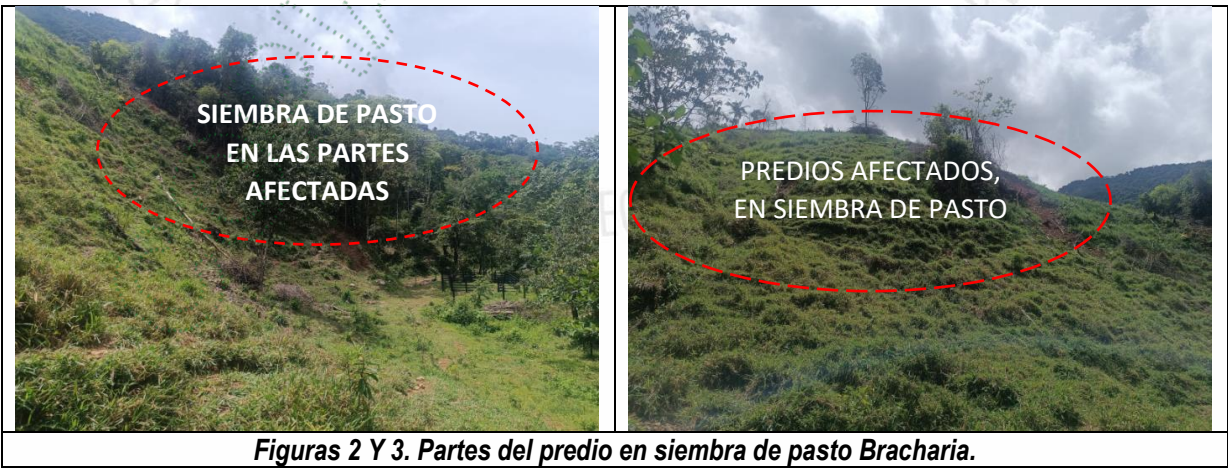 SIEMBRA DE PASTO
EN LAS PARTES
AFECTADAS
PREDIOS AFECTADOS,
EN SIEMBRA DE PASTO
Figuras 2 Y 3. Partes del predio en siembra de pasto Bracharia.